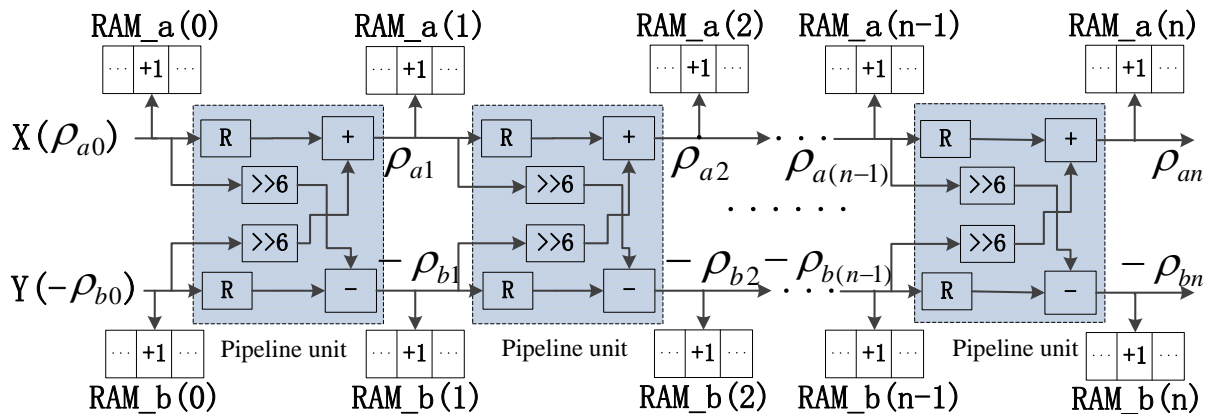 RAM_a(0) RAM_a(1) RAM_a(2) RAM_a(n-1) RAM_a(n)
··· +1 ··· ··· +1 ··· ··· +1 ··· ··· +1 ··· ··· +1 ···
X(ρa0) R + ρa1 R + ρa2 · · · ρa(n−1) R + ρan
>>6 >>6 >>6
· · · · · ·
>>6 >>6 >>6
Y(-ρb0) R − −ρb1 R − −ρb2 −ρb(n−1) · · · R − −ρbn
··· +1 ··· Pipeline unit ··· +1 ··· Pipeline unit ··· +1 ··· ··· +1 ··· Pipeline unit ··· +1 ···
RAM_b(0) RAM_b(1) RAM_b(2) RAM_b(n-1) RAM_b(n)